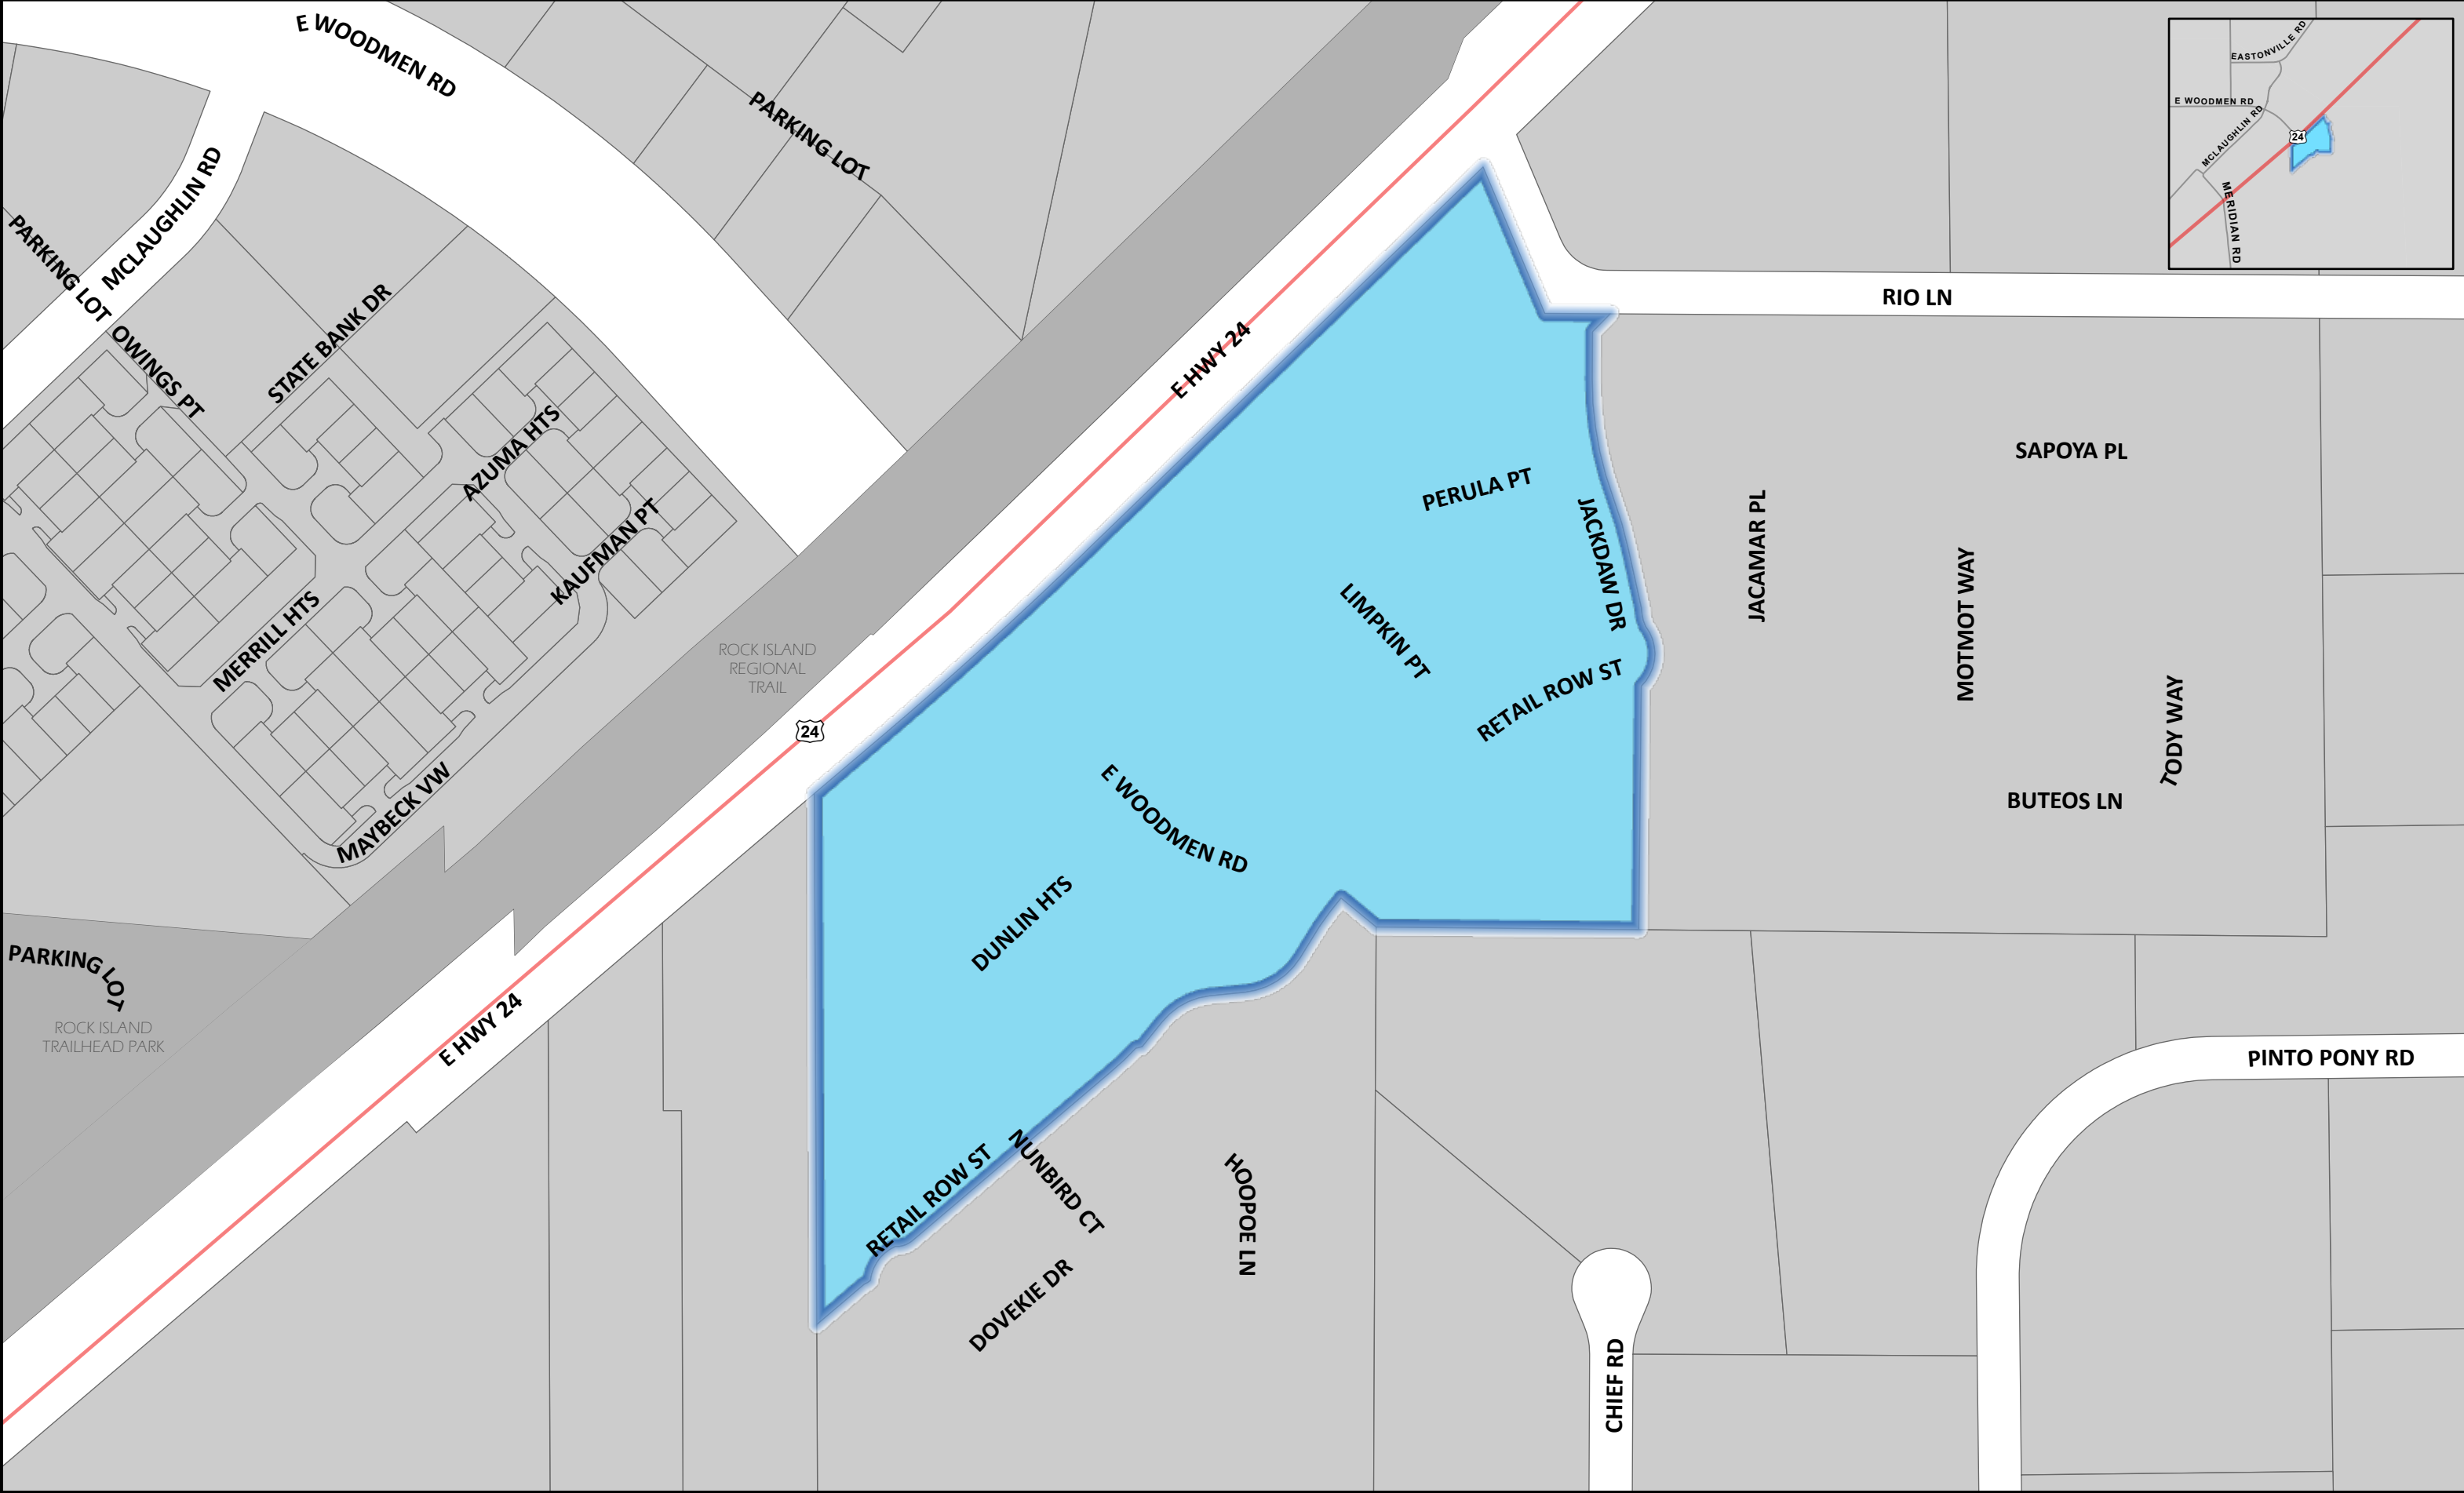 E WOODMEN RD
EASTONVILLE RD
E WOODMEN RD
MCLAUGHLIN RD
24
MERIDIAN RD
PARKING LOT
MCLAUGHLIN RD
PARKING LOT
OWINGS PT
STATE BANK DR
RIO LN
E HWY 24
AZUMA HTS
SAPOYA PL
PERULA PT
JACKDAW DR
JACAMAR PL
KAUFMAN PT
MOTMOT WAY
LIMPKIN PT
MERRILL HTS
ROCK ISLAND
REGIONAL
TRAIL
RETAIL ROW ST
24
TODY WAY
BUTEOS LN
MAYBECK VW
E WOODMEN RD
DUNLIN HTS
PARKING LOT
ROCK ISLAND
TRAILHEAD PARK
E HWY 24
PINTO PONY RD
RETAIL ROW ST
NUNBIRD CT
HOOPOE LN
DOVEKIE DR
CHIEF RD